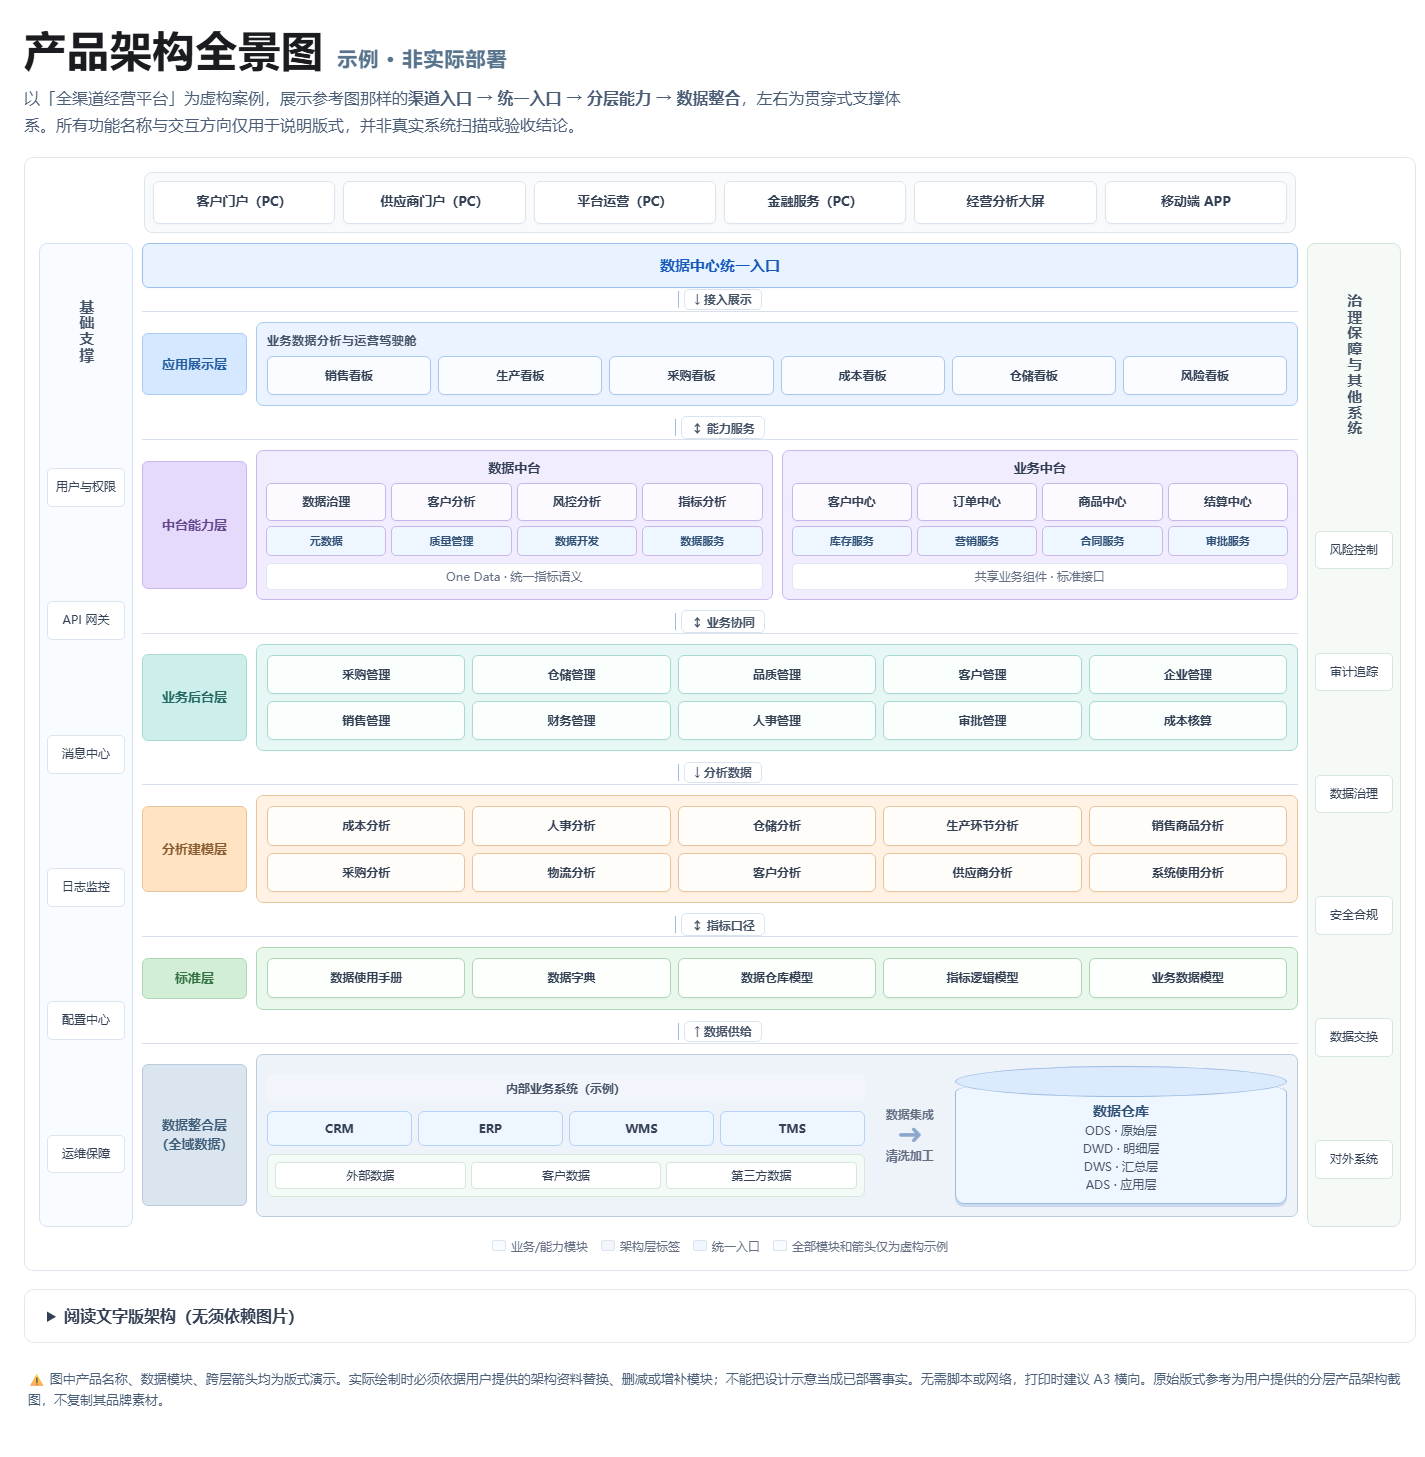 产品架构全景图 示例 · 非实际部署
以「全渠道经营平台」为虚构案例，展示参考图那样的渠道入口 → 统一入口 → 分层能力 → 数据整合，左右为贯穿式支撑体
系。所有功能名称与交互方向仅用于说明版式，并非真实系统扫描或验收结论。
客户门户（PC） 供应商门户（PC） 平台运营（PC） 金融服务（PC） 经营分析大屏 移动端 APP
基础支撑
用户与权限
API 网关
消息中心
日志监控
配置中心
运维保障
数据中心统一入口
↓ 接入展示
应用展示层
业务数据分析与运营驾驶舱
销售看板 生产看板 采购看板 成本看板 仓储看板 风险看板
↕ 能力服务
中台能力层
数据中台
数据治理 客户分析 风控分析 指标分析
元数据 质量管理 数据开发 数据服务
One Data · 统一指标语义
业务中台
客户中心 订单中心 商品中心 结算中心
库存服务 营销服务 合同服务 审批服务
共享业务组件 · 标准接口
↕ 业务协同
业务后台层
采购管理 仓储管理 品质管理 客户管理 企业管理
销售管理 财务管理 人事管理 审批管理 成本核算
↓ 分析数据
分析建模层
成本分析 人事分析 仓储分析 生产环节分析 销售商品分析
采购分析 物流分析 客户分析 供应商分析 系统使用分析
↕ 指标口径
标准层
数据使用手册 数据字典 数据仓库模型 指标逻辑模型 业务数据模型
↑ 数据供给
数据整合层
（全域数据）
内部业务系统（示例）
CRM ERP WMS TMS
外部数据 客户数据 第三方数据
数据集成
→
清洗加工
数据仓库
ODS · 原始层
DWD · 明细层
DWS · 汇总层
ADS · 应用层
治理保障与其他系统
风险控制
审计追踪
数据治理
安全合规
数据交换
对外系统
业务/能力模块 架构层标签 统一入口 全部模块和箭头仅为虚构示例
▶ 阅读文字版架构（无须依赖图片）
⚠️ 图中产品名称、数据模块、跨层箭头均为版式演示。实际绘制时必须依据用户提供的架构资料替换、删减或增补模块；不能把设计示意当成已部署事实。无需脚本或网络，打印时建议 A3 横向。原始版式参考为用户提供的分层产品架构截
图，不复制其品牌素材。